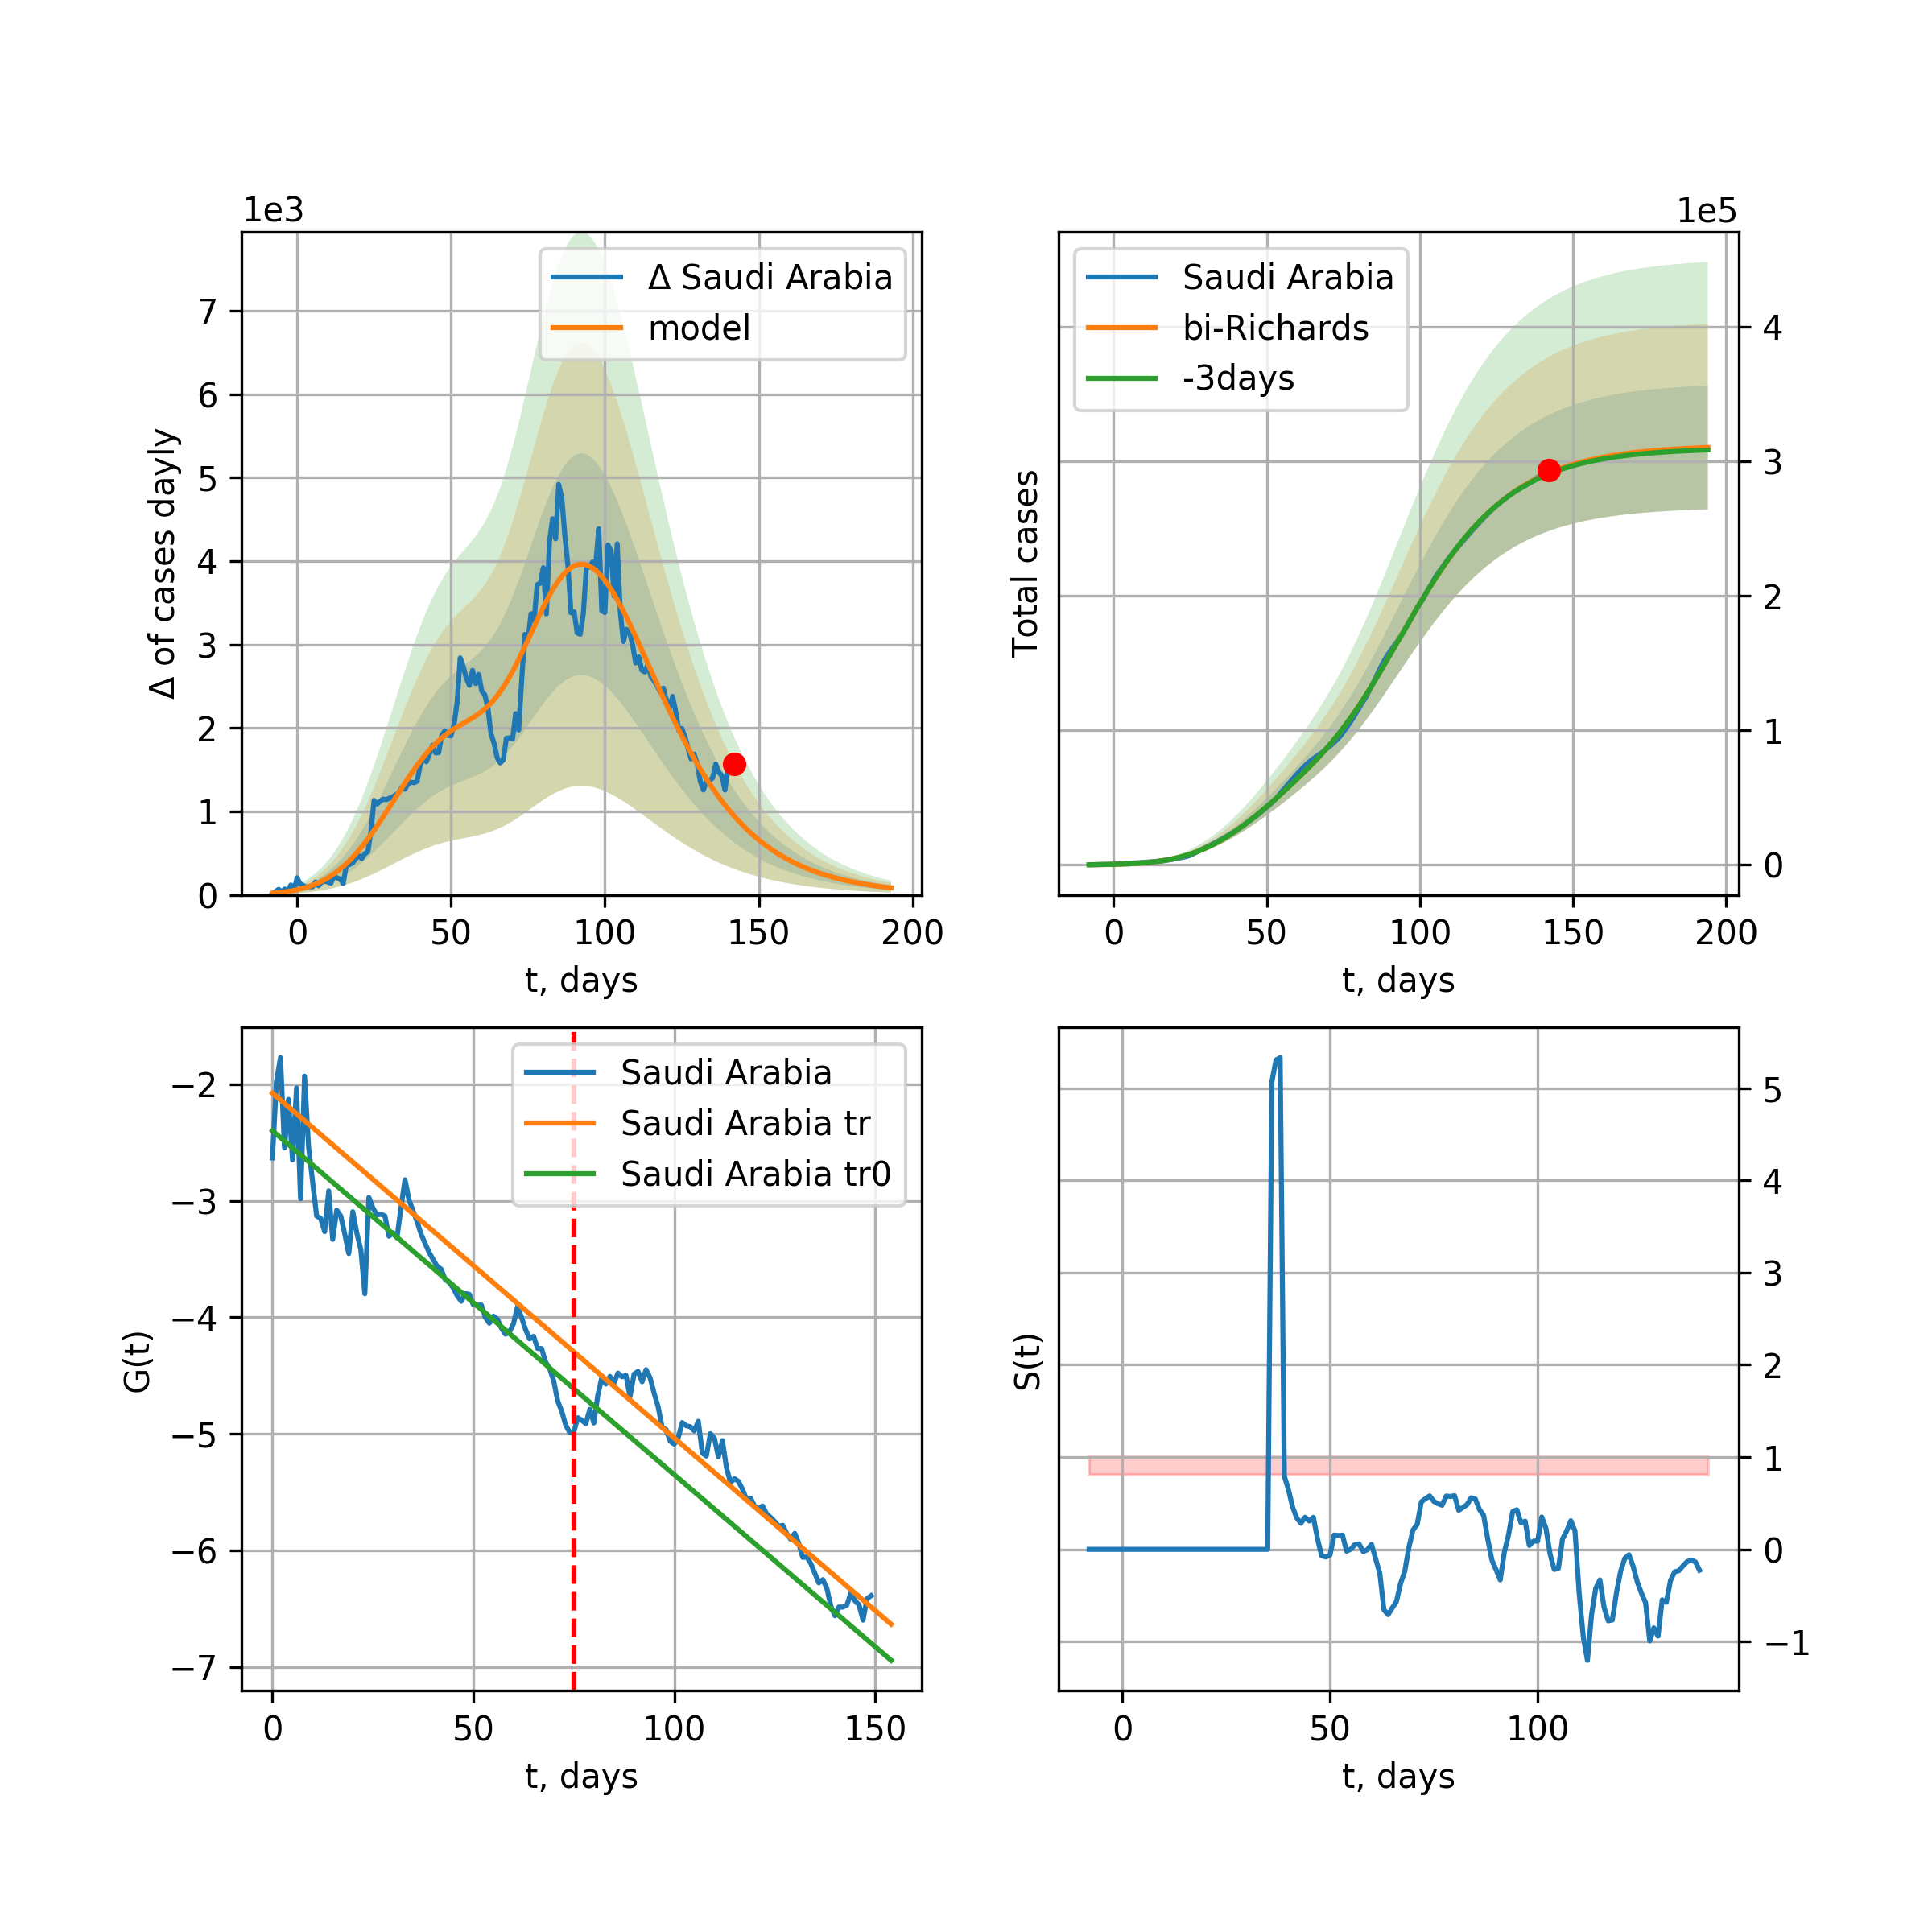 1e3
Δ of cases dayly
7
6
5
4
3
2
1
0
Δ Saudi Arabia
model
0 50 100 150 200
t, days
1e5
Total cases
Saudi Arabia
bi-Richards
-3days
4
3
2
1
0
0 50 100 150 200
t, days
G(t)
−2
−3
−4
−5
−6
−7
Saudi Arabia
Saudi Arabia tr
Saudi Arabia tr0
0 50 100 150
t, days
S(t)
5
4
3
2
1
0
−1
0 50 100
t, days